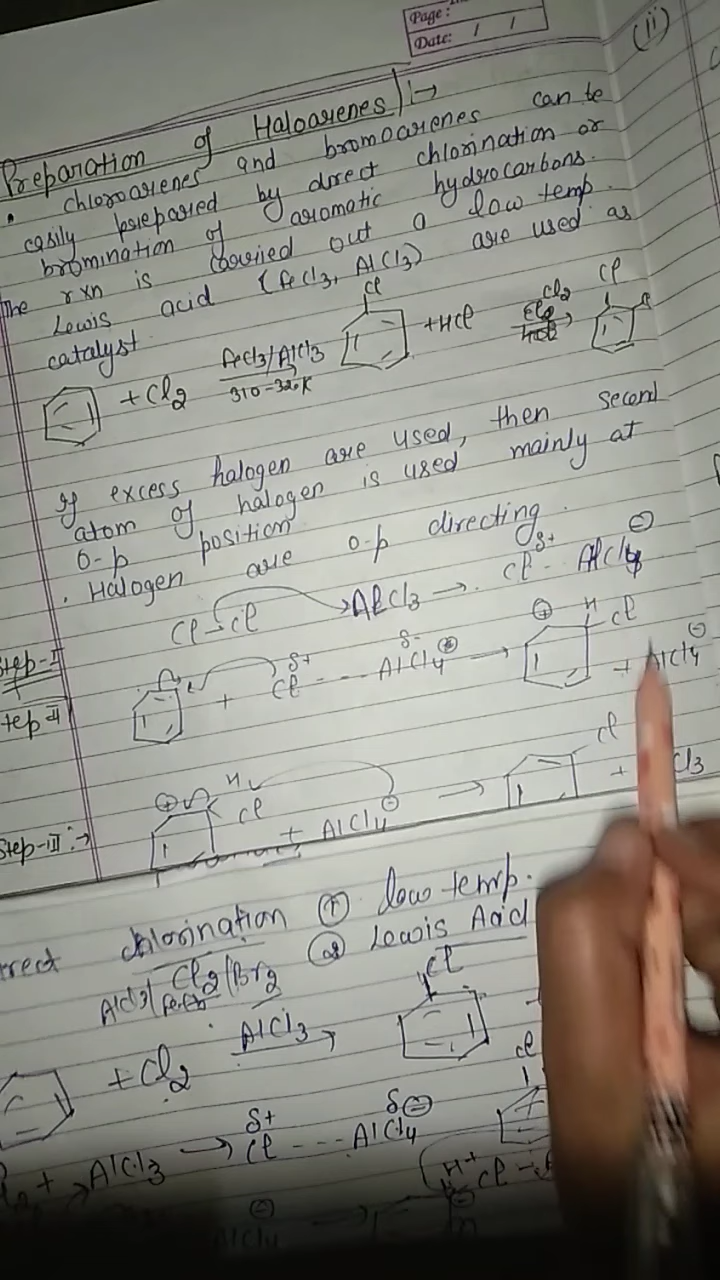 Page:
Date: / /
(ii)
Preparation of Haloarenes :→
• chloroarenes and bromoarenes can be
easily prepared by direct chlorination or
bromination of aromatic hydrocarbons.
The rxn is carried out a low temp.
Lewis acid (FeCl3, AlCl3) are used as
catalyst
Cl
Cl
+ Cl2 FeCl3/AlCl3 310-320K + HCl Cl2
If excess halogen are used, then second
atom of halogen is used mainly at
o-p position
. Halogen are o-p directing.
Cl-Cl → AlCl3 → δ+ Cl - AlCl4 ⊖
Step-II
+ δ+ Cl --- δ- AlCl4 → ⊕ H Cl + AlCl4 ⊖
Step-III :→ ⊕ H Cl + AlCl4 ⊖ → Cl +
Cl3
chlorination ① low temp.
Cl2/Br2 ② Lewis Acid
AlCl3/
+ Cl2 AlCl3 → Cl
Cl
+ AlCl3 → δ+ Cl --- δ⊖ AlCl4
H+ Cl
AlCl4 ⊖